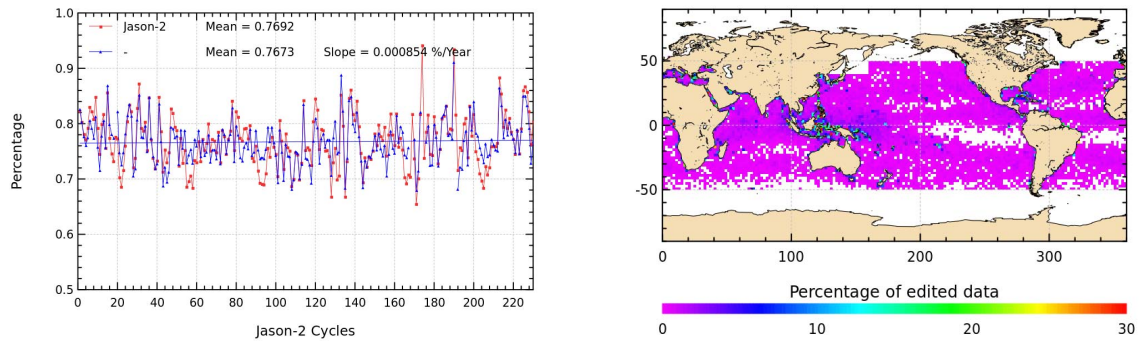 Jason-2 Mean = 0.7692
- Mean = 0.7673 Slope = 0.000854 %/Year
Percentage
1.0
0.9
0.8
0.7
0.6
0.5
0 20 40 60 80 100 120 140 160 180 200 220
Jason-2 Cycles
50
0
-50
0 100 200 300
Percentage of edited data
0 10 20 30